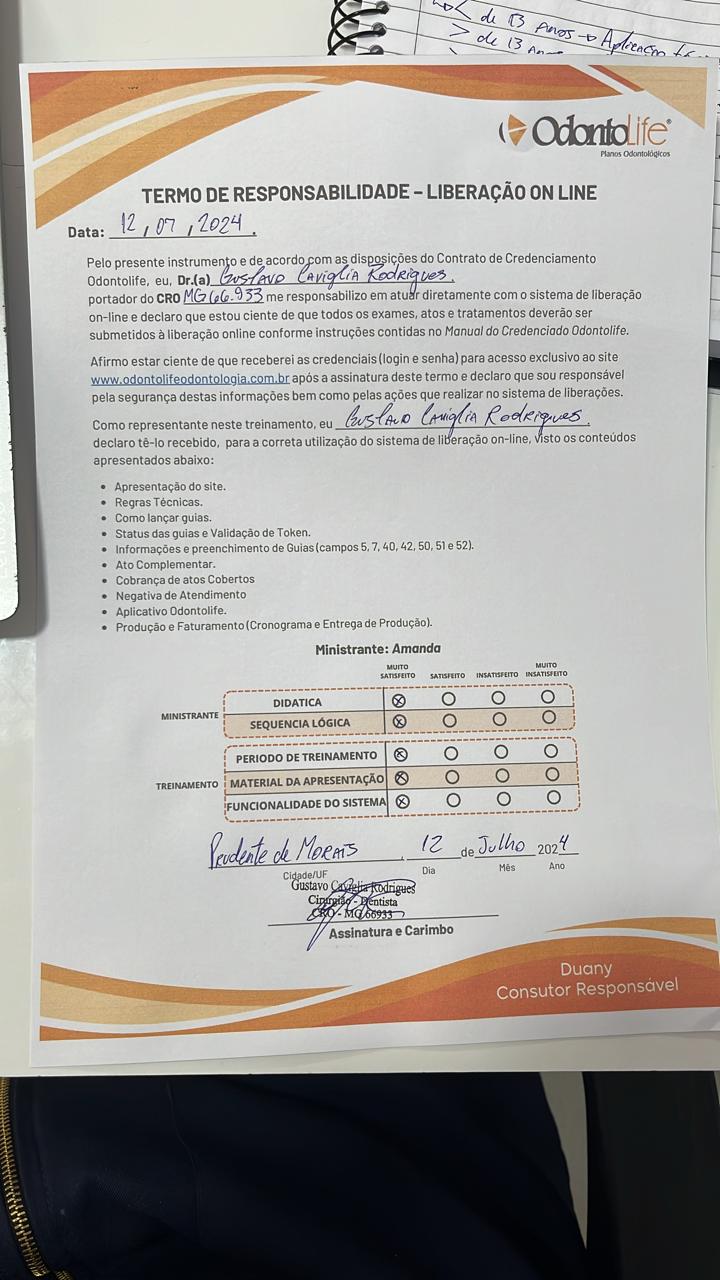 < de 13 Anos → Aplicação
> de 13 An
OdontoLife®
Planos Odontológicos
TERMO DE RESPONSABILIDADE – LIBERAÇÃO ON LINE
Data: 12 / 07 , 2024 .
Pelo presente instrumento e de acordo com as disposições do Contrato de Credenciamento
Odontolife, eu, Dr.(a) Gustavo Caviglia Rodrigues.
portador do CRO MG 66.933 me responsabilizo em atuar diretamente com o sistema de liberação
on-line e declaro que estou ciente de que todos os exames, atos e tratamentos deverão ser
submetidos à liberação online conforme instruções contidas no Manual do Credenciado Odontolife.
Afirmo estar ciente de que receberei as credenciais (login e senha) para acesso exclusivo ao site
www.odontolifeodontologia.com.br após a assinatura deste termo e declaro que sou responsável
pela segurança destas informações bem como pelas ações que realizar no sistema de liberações.
Como representante neste treinamento, eu Gustavo Caviglia Rodrigues.
declaro tê-lo recebido, para a correta utilização do sistema de liberação on-line, visto os conteúdos
apresentados abaixo:
• Apresentação do site.
• Regras Técnicas.
• Como lançar guias.
• Status das guias e Validação de Token.
• Informações e preenchimento de Guias (campos 5, 7, 40, 42, 50, 51 e 52).
• Ato Complementar.
• Cobrança de atos Cobertos
• Negativa de Atendimento
• Aplicativo Odontolife.
• Produção e Faturamento (Cronograma e Entrega de Produção).
Ministrante: Amanda
MUITO SATISFEITO SATISFEITO INSATISFEITO MUITO INSATISFEITO
MINISTRANTE
DIDATICA
SEQUENCIA LÓGICA
TREINAMENTO
PERIODO DE TREINAMENTO
MATERIAL DA APRESENTAÇÃO
FUNCIONALIDADE DO SISTEMA
Prudente de Morais, 12 de Julho 2024
Cidade/UF Dia Mês Ano
Gustavo Caviglia Rodrigues
Cirurgião - Dentista
CRO - MG 66933
Assinatura e Carimbo
Duany
Consutor Responsável